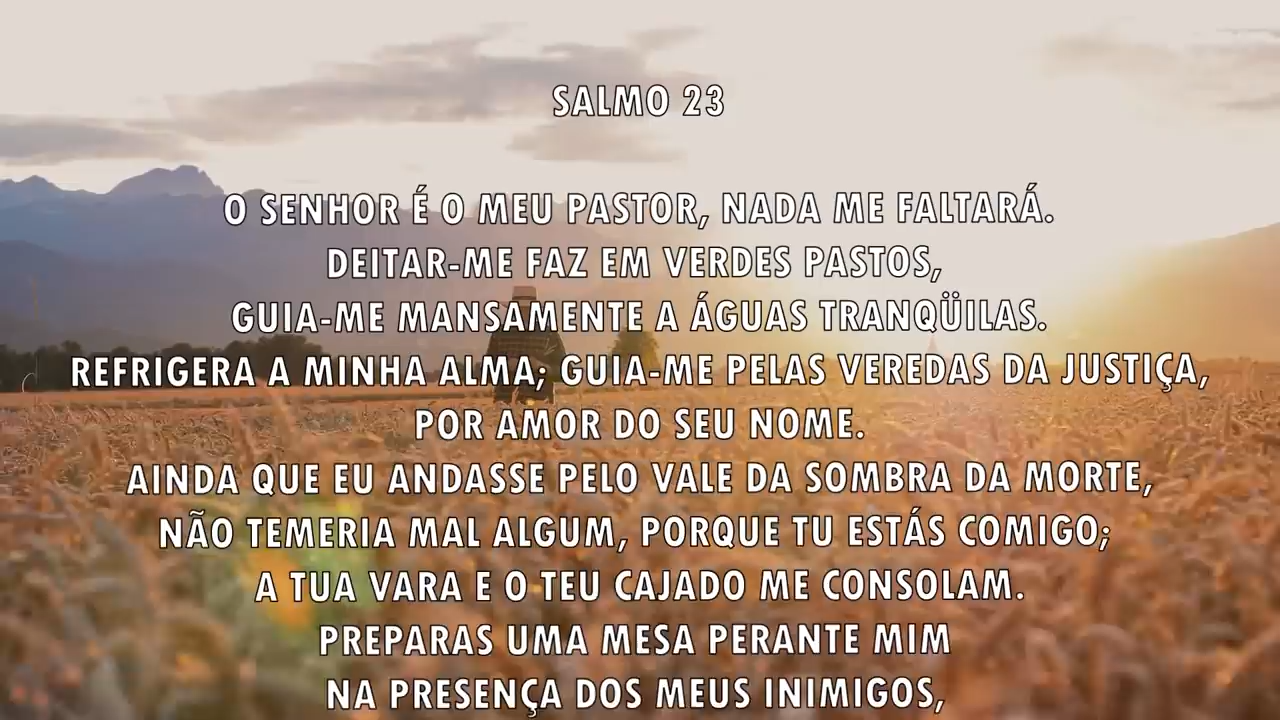 SALMO 23
O SENHOR É O MEU PASTOR, NADA ME FALTARÁ.
DEITAR-ME FAZ EM VERDES PASTOS,
GUIA-ME MANSAMENTE A ÁGUAS TRANQÜILAS.
REFRIGERA A MINHA ALMA; GUIA-ME PELAS VEREDAS DA JUSTIÇA,
POR AMOR DO SEU NOME.
AINDA QUE EU ANDASSE PELO VALE DA SOMBRA DA MORTE,
NÃO TEMERIA MAL ALGUM, PORQUE TU ESTÁS COMIGO;
A TUA VARA E O TEU CAJADO ME CONSOLAM.
PREPARAS UMA MESA PERANTE MIM
NA PRESENÇA DOS MEUS INIMIGOS,